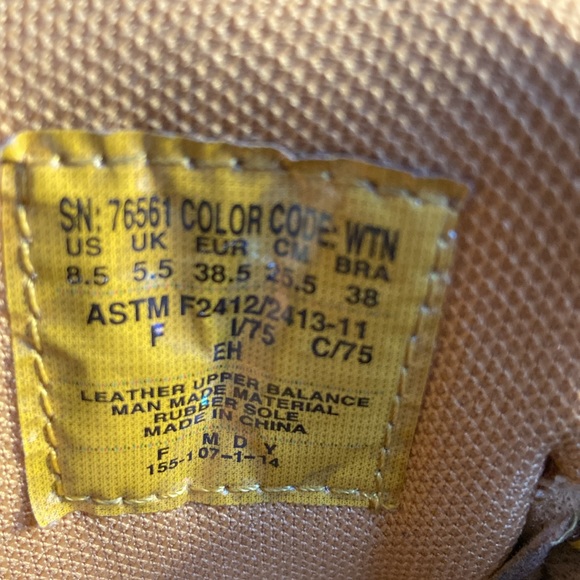 SN: 76561 COLOR CODE: WTN
US UK EUR CM BRA
8.5 5.5 38.5 25.5 38
ASTM F2412/2413-11
F I/75 C/75
EH
LEATHER UPPER BALANCE
MAN MADE MATERIAL
RUBBER SOLE
MADE IN CHINA
F M D Y
155-1 07-1-14